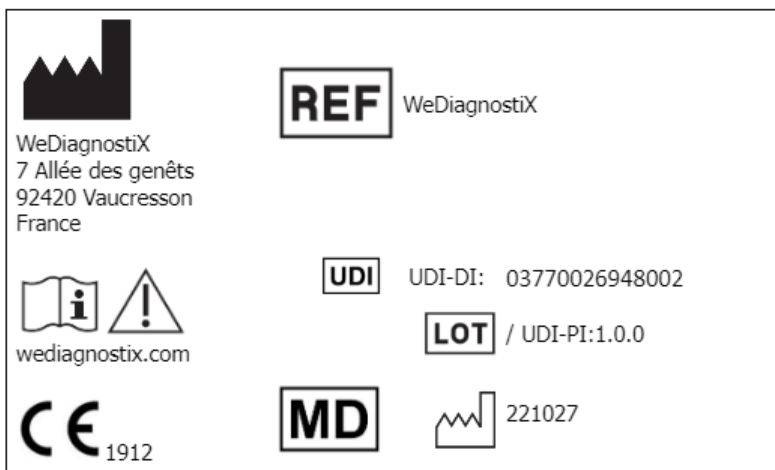 WeDiagnostiX
7 Allée des genêts
92420 Vaucresson
France
REF WeDiagnostiX
i
wediagnostix.com
UDI UDI-DI: 03770026948002
LOT / UDI-PI:1.0.0
CE 1912
MD 221027